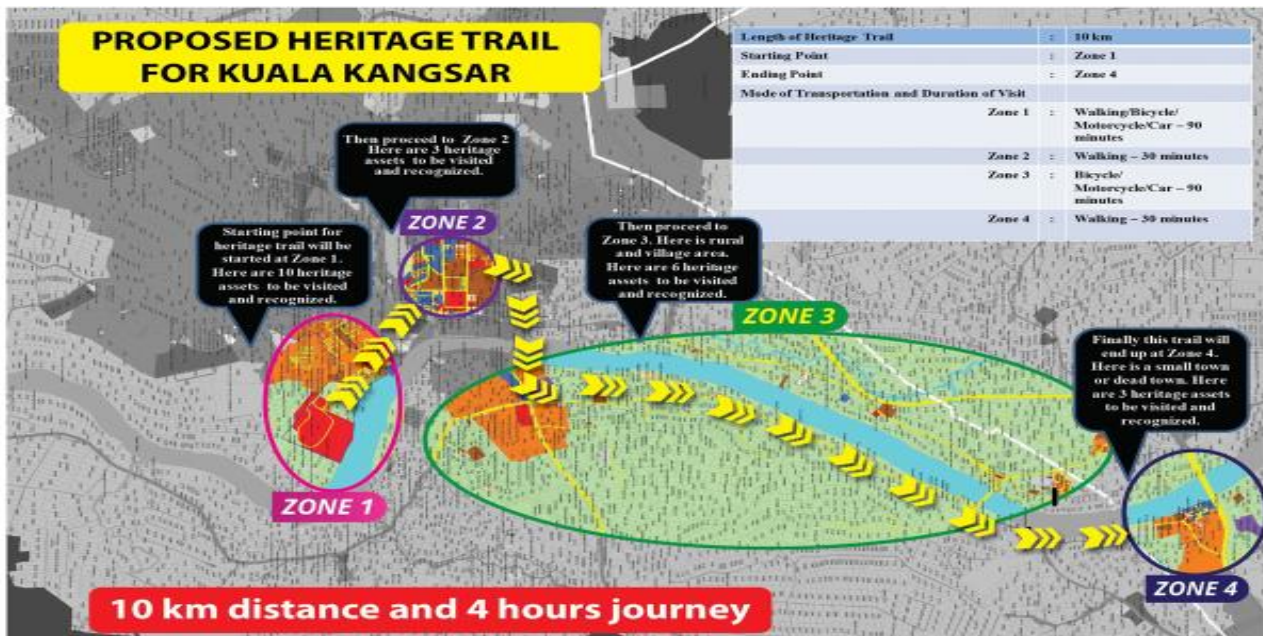 PROPOSED HERITAGE TRAIL
FOR KUALA KANGSAR
Length of Heritage Trail : 10 km
Starting Point : Zone 1
Ending Point : Zone 4
Mode of Transportation and Duration of Visit
Zone 1 : Walking/Bicycle/
Motorcycle/Car – 90
minutes
Zone 2 : Walking – 30 minutes
Zone 3 : Bicycle/
Motorcycle/Car – 90
minutes
Zone 4 : Walking – 30 minutes
Then proceed to Zone 2
Here are 3 heritage
assets to be visited
and recognized.
ZONE 2
Starting point for
heritage trail will be
started at Zone 1.
Here are 10 heritage
assets to be visited
and recognized.
ZONE 1
Then proceed to
Zone 3. Here is rural
and village area.
Here are 6 heritage
assets to be visited
and recognized.
ZONE 3
Finally this trail will
end up at Zone 4.
Here is a small town
or dead town. Here
are 3 heritage assets
to be visited and
recognized.
ZONE 4
10 km distance and 4 hours journey